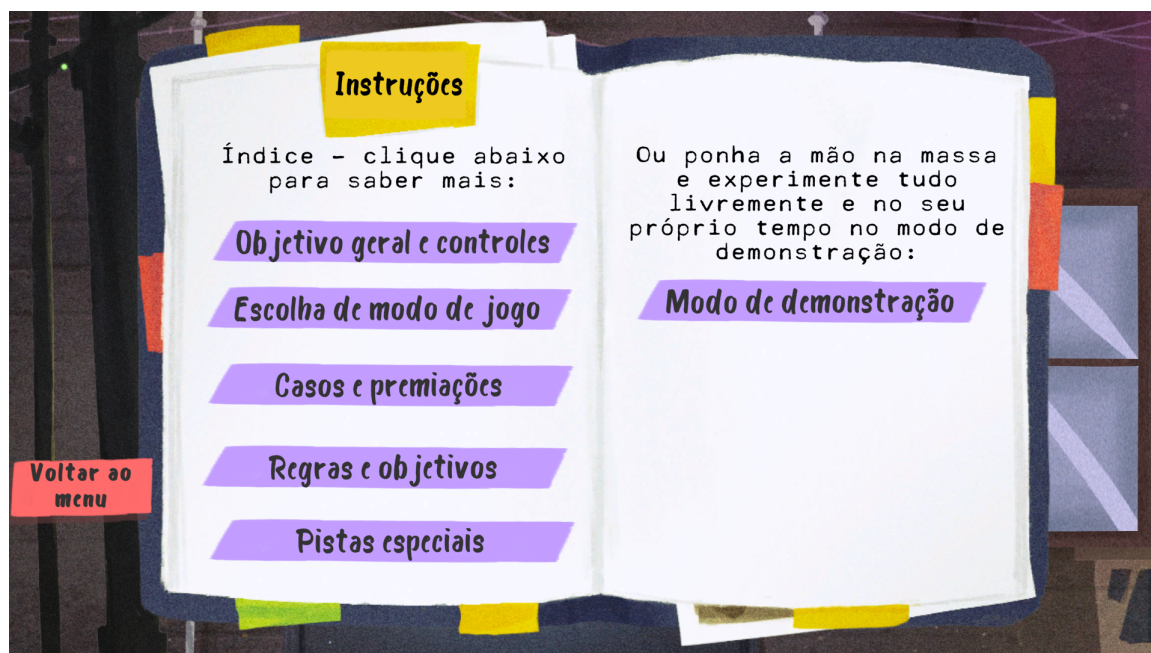 Instruções
Índice – clique abaixo
para saber mais:
Objetivo geral e controles
Escolha de modo de jogo
Casos e premiações
Regras e objetivos
Pistas especiais
Ou ponha a mão na massa
e experimente tudo
livremente e no seu
próprio tempo no modo de
demonstração:
Modo de demonstração
Voltar ao
menu